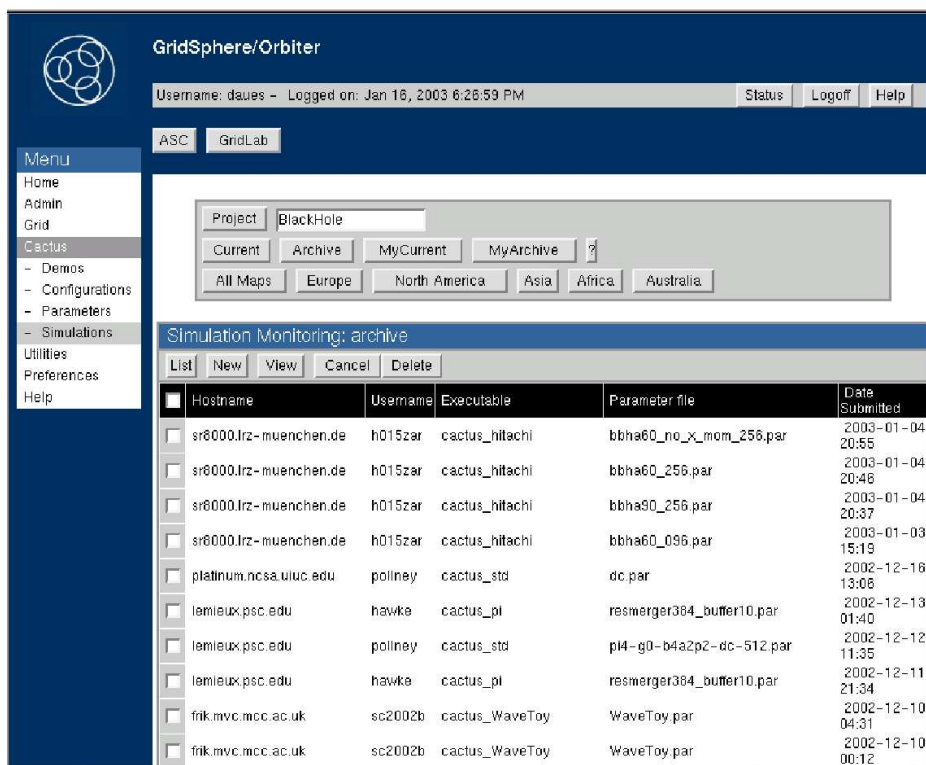 GridSphere/Orbiter
Username: daues – Logged on: Jan 16, 2003 6:26:59 PM
Status Logoff Help
ASC GridLab
Menu
Home
Admin
Grid
Cactus
– Demos
– Configurations
– Parameters
– Simulations
Utilities
Preferences
Help
Project BlackHole
Current Archive MyCurrent MyArchive ?
All Maps Europe North America Asia Africa Australia
Simulation Monitoring: archive
List New View Cancel Delete
Hostname Username Executable Parameter file Date Submitted
sr8000.lrz-muenchen.de h015zar cactus_hitachi bbha60_no_x_mom_256.par 2003-01-04 20:55
sr8000.lrz-muenchen.de h015zar cactus_hitachi bbha60_256.par 2003-01-04 20:46
sr8000.lrz-muenchen.de h015zar cactus_hitachi bbha90_256.par 2003-01-04 20:37
sr8000.lrz-muenchen.de h015zar cactus_hitachi bbha60_096.par 2003-01-03 15:19
platinum.ncsa.uiuc.edu pollney cactus_std dc.par 2002-12-16 13:06
lemieux.psc.edu hawke cactus_pi resmerger384_buffer10.par 2002-12-13 01:40
lemieux.psc.edu pollney cactus_std pi4-g0-b4a2p2-dc-512.par 2002-12-12 11:35
lemieux.psc.edu hawke cactus_pi resmerger384_buffer10.par 2002-12-11 21:34
frik.mvc.mcc.ac.uk sc2002b cactus_WaveToy WaveToy.par 2002-12-10 04:31
frik.mvc.mcc.ac.uk sc2002b cactus_WaveToy WaveToy.par 2002-12-10 00:12